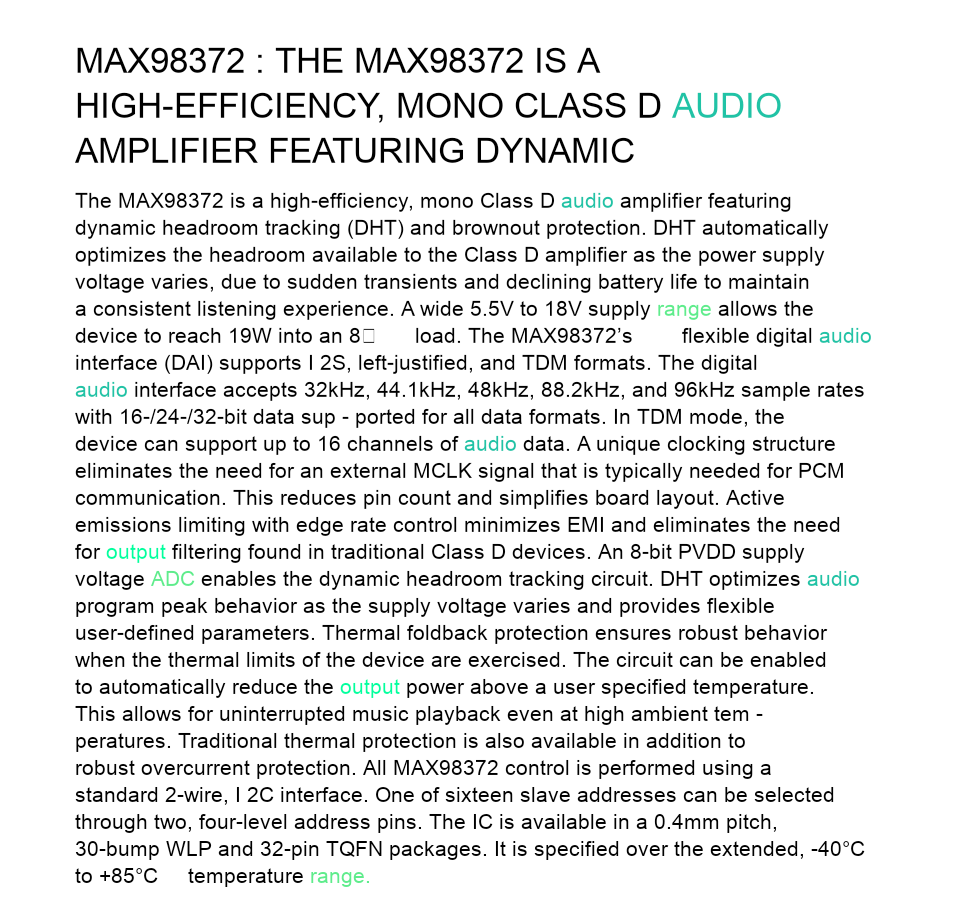 MAX98372 : THE MAX98372 IS A
HIGH-EFFICIENCY, MONO CLASS D AUDIO
AMPLIFIER FEATURING DYNAMIC
The MAX98372 is a high-efficiency, mono Class D audio amplifier featuring
dynamic headroom tracking (DHT) and brownout protection. DHT automatically
optimizes the headroom available to the Class D amplifier as the power supply
voltage varies, due to sudden transients and declining battery life to maintain
a consistent listening experience. A wide 5.5V to 18V supply range allows the
device to reach 19W into an 8 load. The MAX98372’s flexible digital audio
interface (DAI) supports I 2S, left-justified, and TDM formats. The digital
audio interface accepts 32kHz, 44.1kHz, 48kHz, 88.2kHz, and 96kHz sample rates
with 16-/24-/32-bit data sup - ported for all data formats. In TDM mode, the
device can support up to 16 channels of audio data. A unique clocking structure
eliminates the need for an external MCLK signal that is typically needed for PCM
communication. This reduces pin count and simplifies board layout. Active
emissions limiting with edge rate control minimizes EMI and eliminates the need
for output filtering found in traditional Class D devices. An 8-bit PVDD supply
voltage ADC enables the dynamic headroom tracking circuit. DHT optimizes audio
program peak behavior as the supply voltage varies and provides flexible
user-defined parameters. Thermal foldback protection ensures robust behavior
when the thermal limits of the device are exercised. The circuit can be enabled
to automatically reduce the output power above a user specified temperature.
This allows for uninterrupted music playback even at high ambient tem -
peratures. Traditional thermal protection is also available in addition to
robust overcurrent protection. All MAX98372 control is performed using a
standard 2-wire, I 2C interface. One of sixteen slave addresses can be selected
through two, four-level address pins. The IC is available in a 0.4mm pitch,
30-bump WLP and 32-pin TQFN packages. It is specified over the extended, -40°C
to +85°C temperature range.